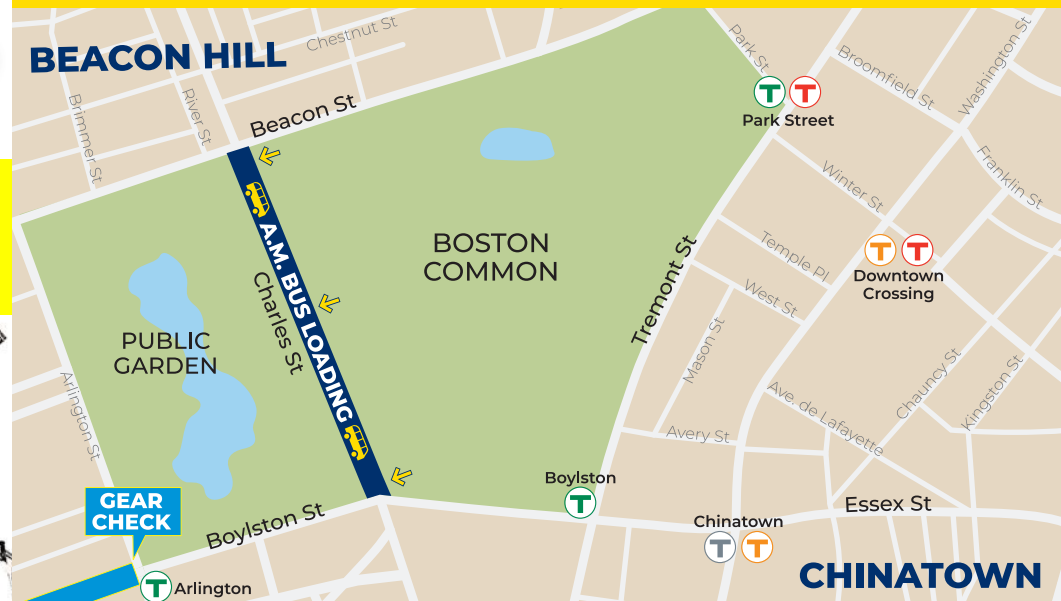 BEACON HILL
Chestnut St
Brimmer St
River St
Beacon St
Park St
T T
Park Street
Broomfield St
Washington St
Franklin St
Winter St
Temple Pl
West St
Mason St
T T
Downtown
Crossing
BOSTON
COMMON
Tremont St
A.M. BUS LOADING
Charles St
PUBLIC
GARDEN
Arlington St
Chauncy St
Kingston St
Ave. de Lafayette
Avery St
Boylston
T
Essex St
Chinatown
T T
CHINATOWN
GEAR
CHECK
Boylston St
T Arlington